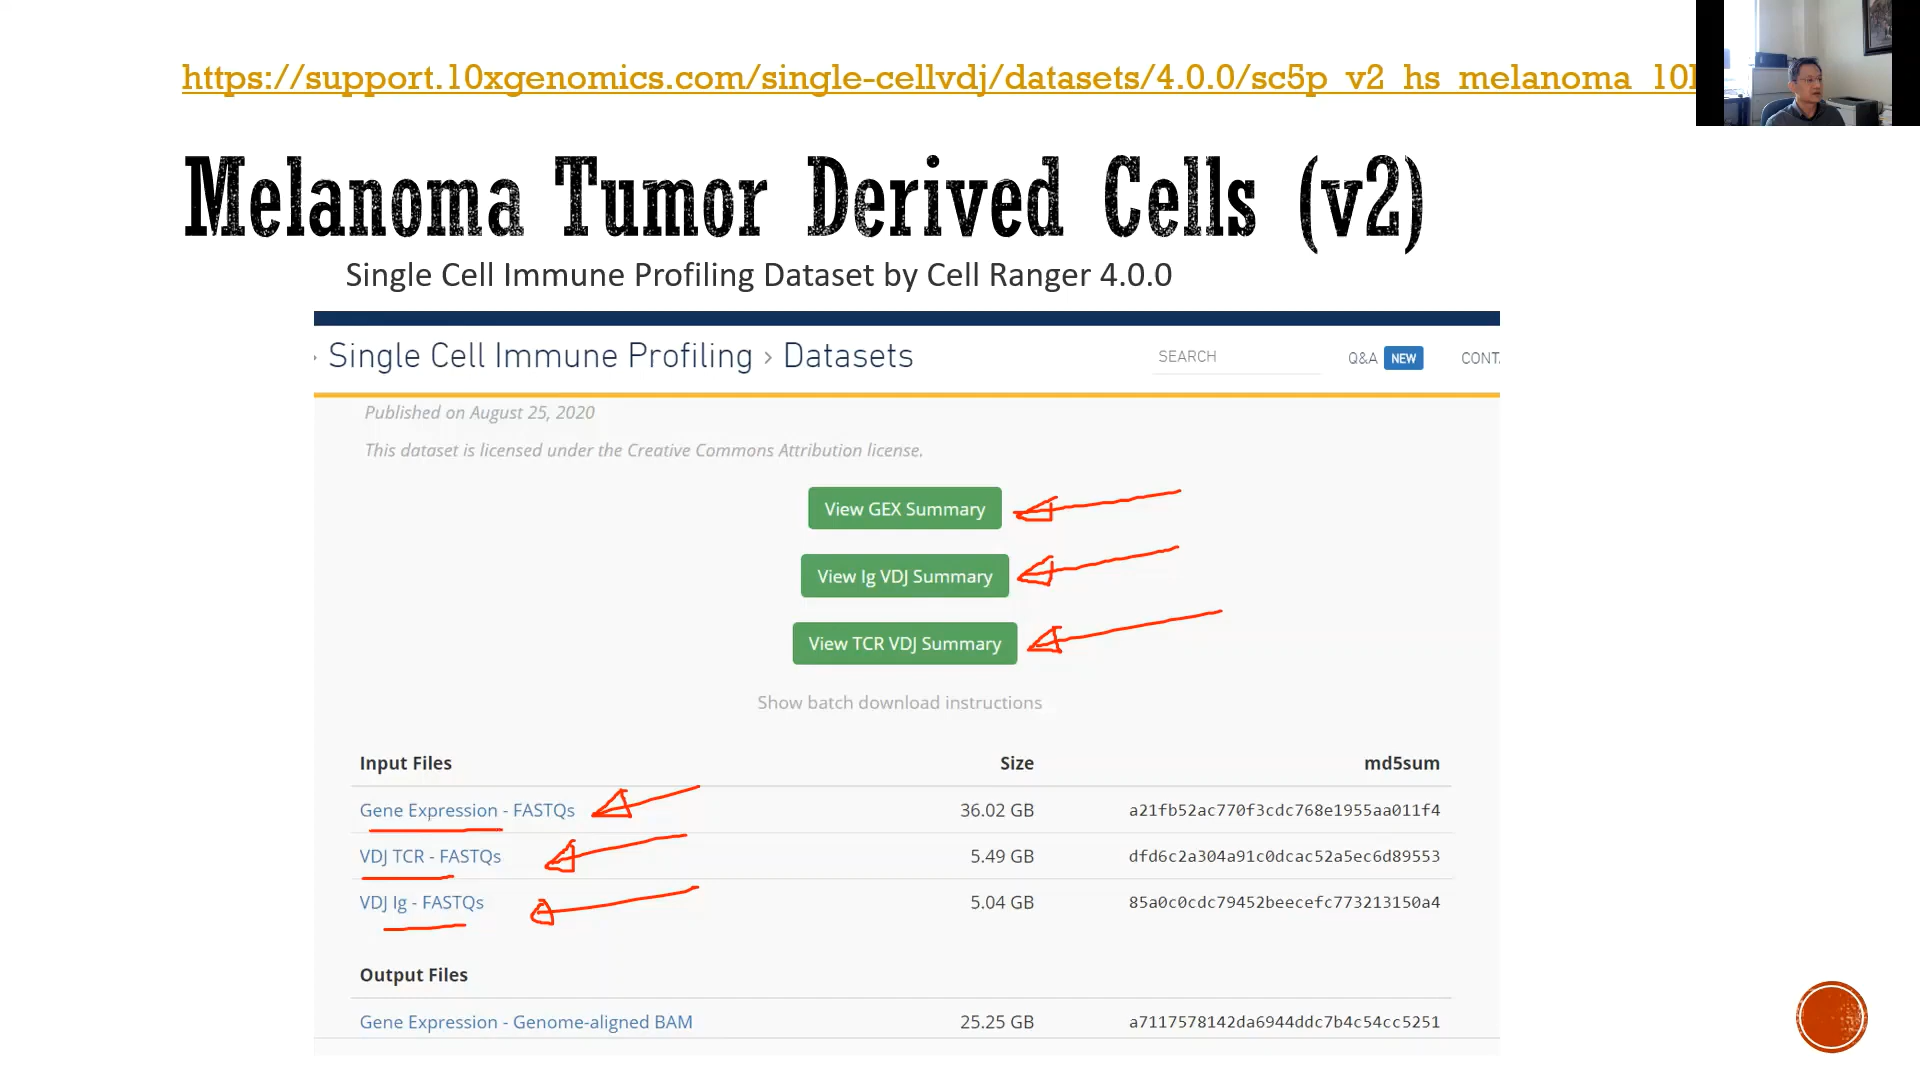 https://support.10xgenomics.com/single-cellvdj/datasets/4.0.0/sc5p_v2_hs_melanoma_10
Melanoma Tumor Derived Cells (v2)
Single Cell Immune Profiling Dataset by Cell Ranger 4.0.0
› Single Cell Immune Profiling › Datasets SEARCH Q&A NEW CONT
Published on August 25, 2020
This dataset is licensed under the Creative Commons Attribution license.
View GEX Summary
View Ig VDJ Summary
View TCR VDJ Summary
Show batch download instructions
Input Files Size md5sum
Gene Expression - FASTQs 36.02 GB a21fb52ac770f3cdc768e1955aa011f4
VDJ TCR - FASTQs 5.49 GB dfd6c2a304a91c0dcac52a5ec6d89553
VDJ Ig - FASTQs 5.04 GB 85a0c0cdc79452beecefc773213150a4
Output Files
Gene Expression - Genome-aligned BAM 25.25 GB a7117578142da6944ddc7b4c54cc5251